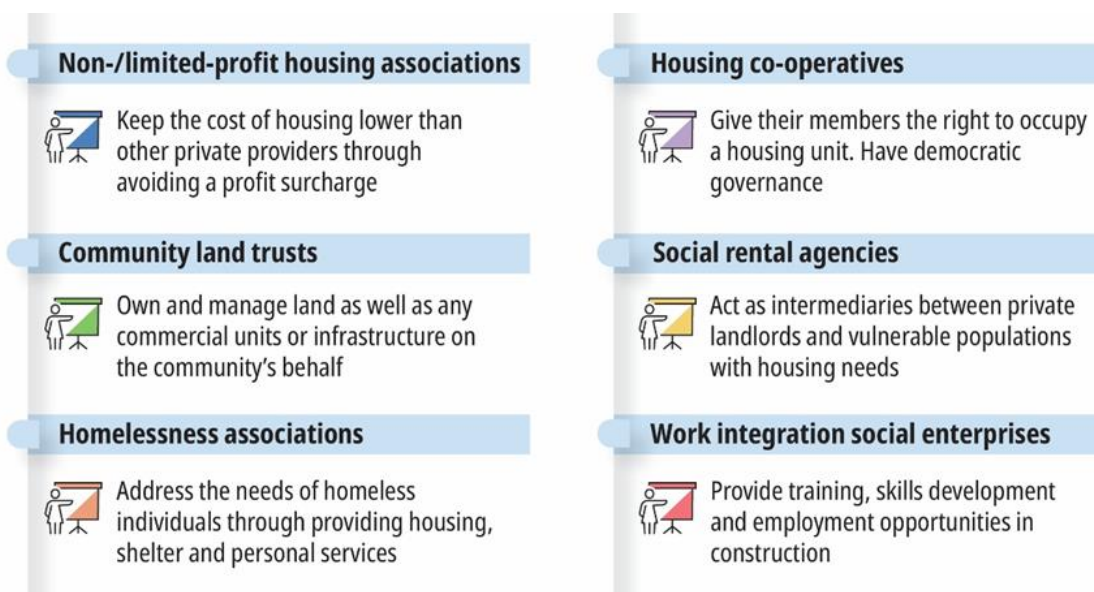 Non-/limited-profit housing associations
Keep the cost of housing lower than
other private providers through
avoiding a profit surcharge
Community land trusts
Own and manage land as well as any
commercial units or infrastructure on
the community's behalf
Homelessness associations
Address the needs of homeless
individuals through providing housing,
shelter and personal services
Housing co-operatives
Give their members the right to occupy
a housing unit. Have democratic
governance
Social rental agencies
Act as intermediaries between private
landlords and vulnerable populations
with housing needs
Work integration social enterprises
Provide training, skills development
and employment opportunities in
construction